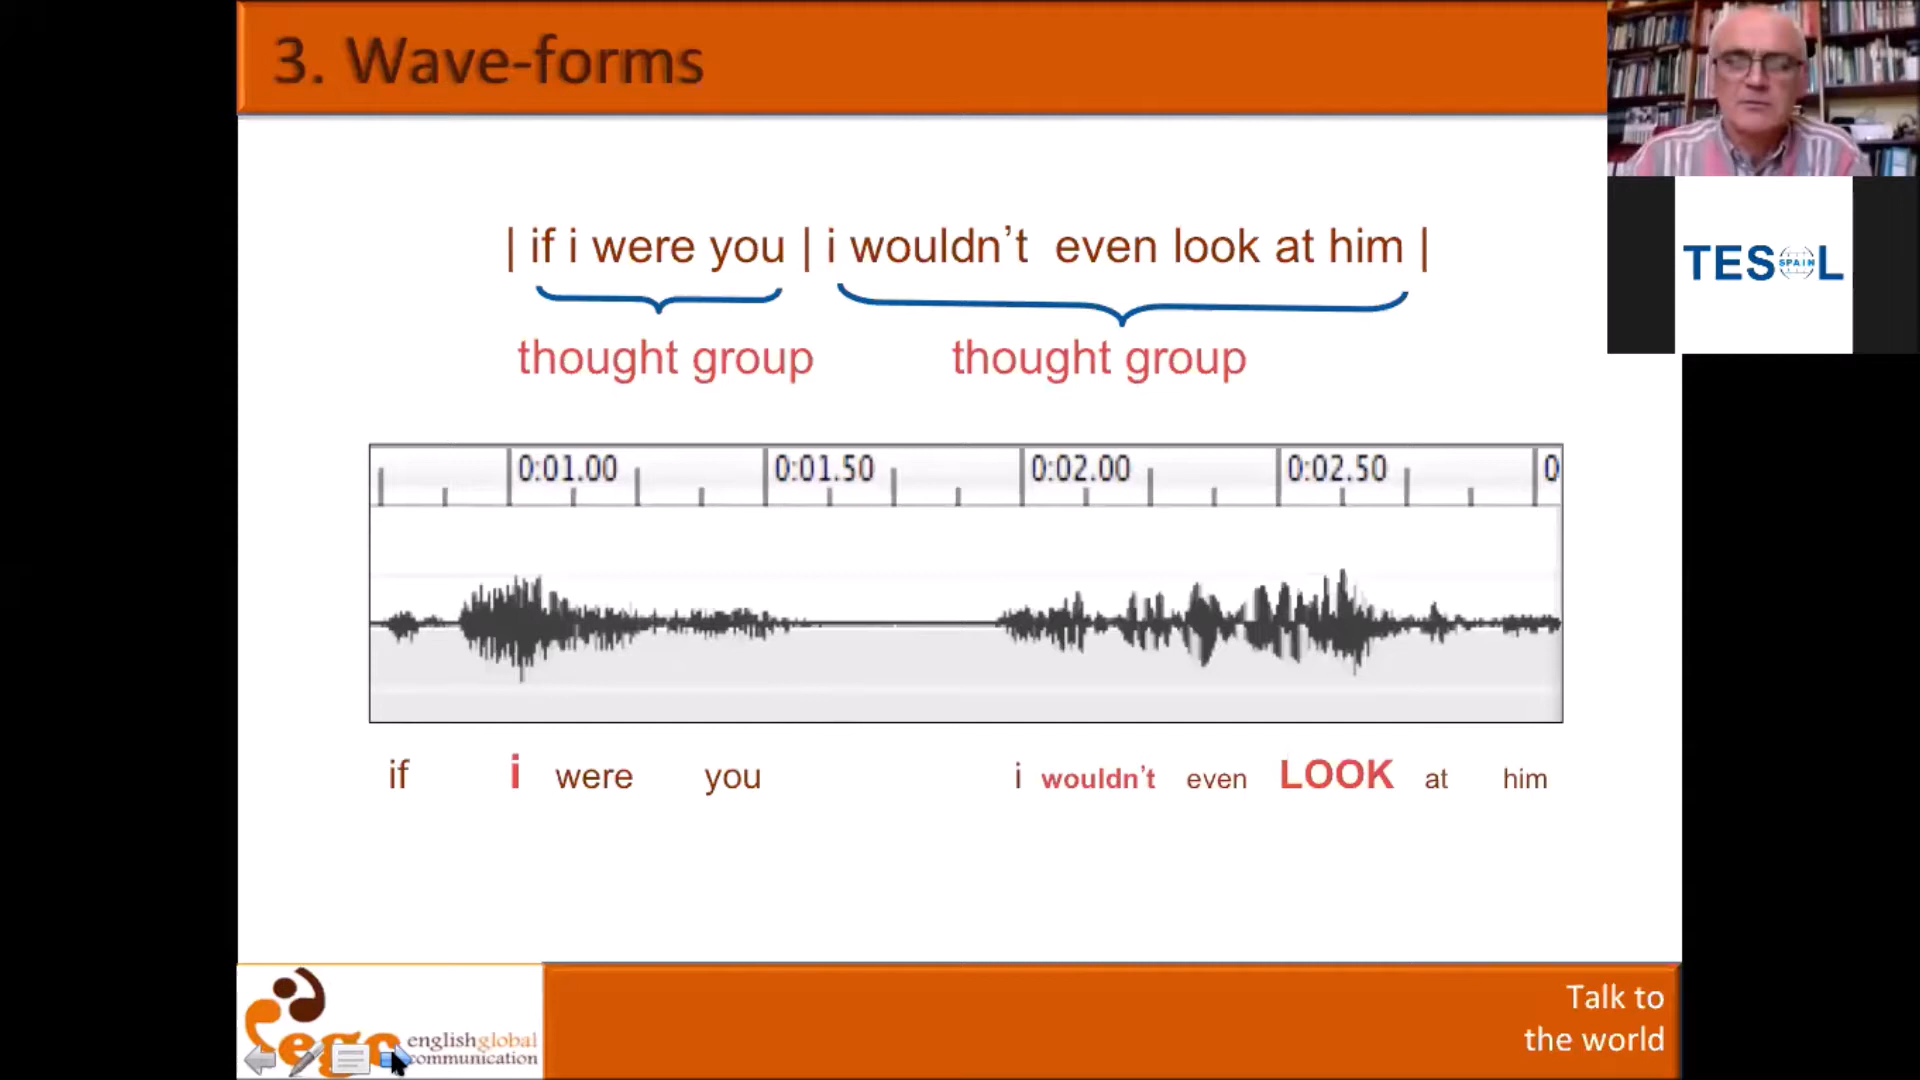 3. Wave-forms
| if i were you | i wouldn't even look at him |
thought group thought group
0:01.00 0:01.50 0:02.00 0:02.50 0
if i were you i wouldn't even LOOK at him
TESOL
SPAIN
ego
englishglobal
communication
Talk to
the world